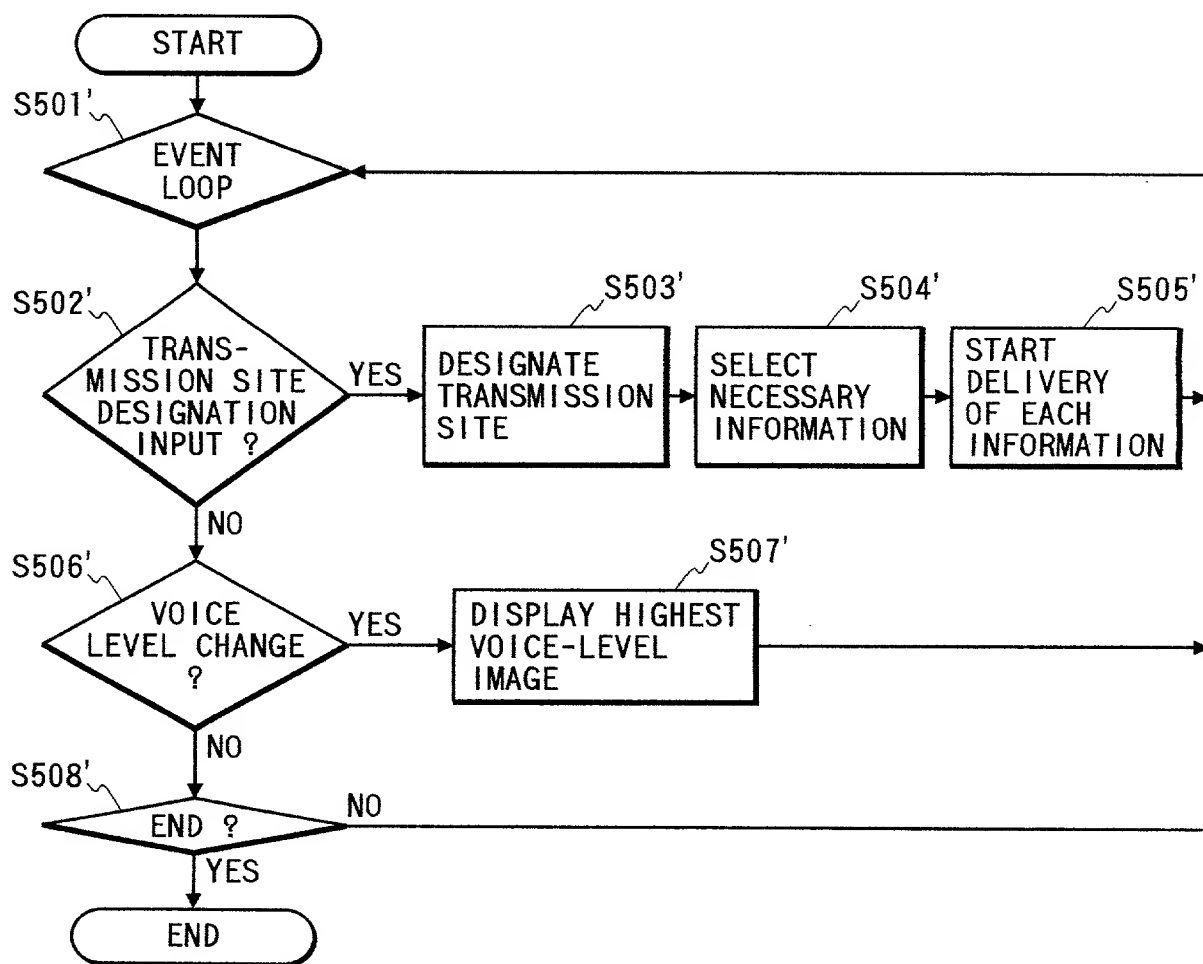 START
S501'
EVENT
LOOP
S502'
TRANS-
MISSION SITE
DESIGNATION
INPUT ?
YES
S503'
DESIGNATE
TRANSMISSION
SITE
S504'
SELECT
NECESSARY
INFORMATION
S505'
START
DELIVERY
OF EACH
INFORMATION
NO
S506'
VOICE
LEVEL CHANGE
?
YES
S507'
DISPLAY HIGHEST
VOICE-LEVEL
IMAGE
NO
S508'
END ?
NO
YES
END